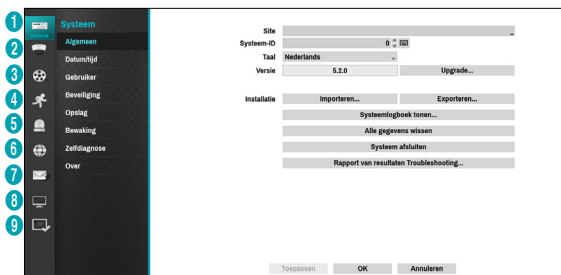 1
2
3
4
5
6
7
8
9
SYSTEEM
Systeem
Algemeen
Datum/tijd
Gebruiker
Beveiliging
Opslag
Bewaking
Zelfdiagnose
Over
Site
Systeem-ID 0
Taal Nederlands
Versie 5.2.0 Upgrade...
Installatie Importeren... Exporteren...
Systeemlogboek tonen...
Alle gegevens wissen
Systeem afsluiten
Rapport van resultaten Troubleshooting...
Toepassen OK Annuleren